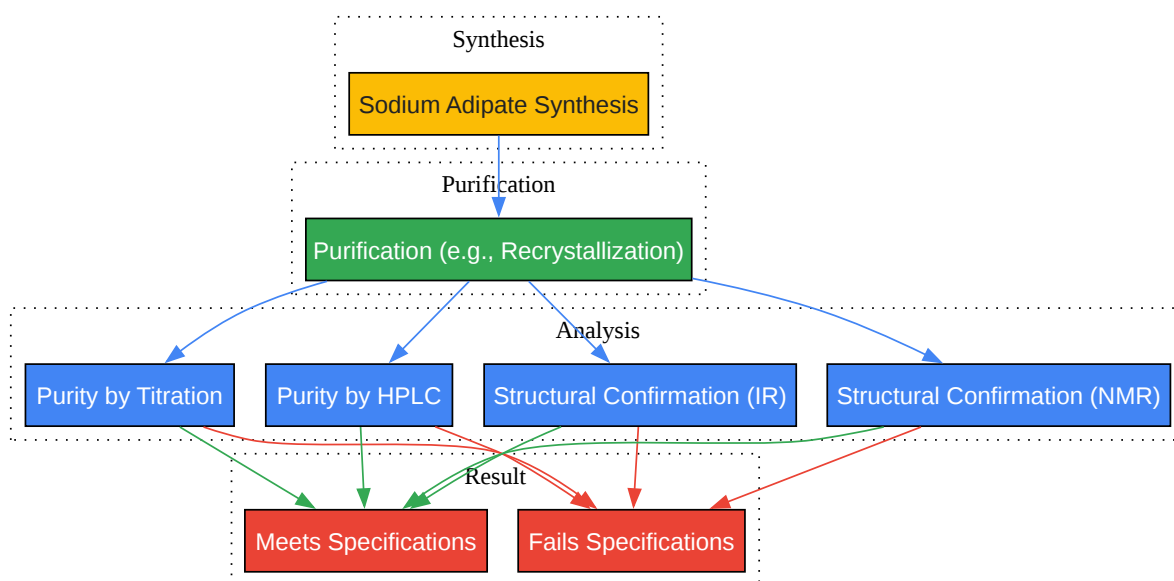 Synthesis
Sodium Adipate Synthesis
Purification
Purification (e.g., Recrystallization)
Analysis
Purity by Titration
Purity by HPLC
Structural Confirmation (IR)
Structural Confirmation (NMR)
Result
Meets Specifications
Fails Specifications